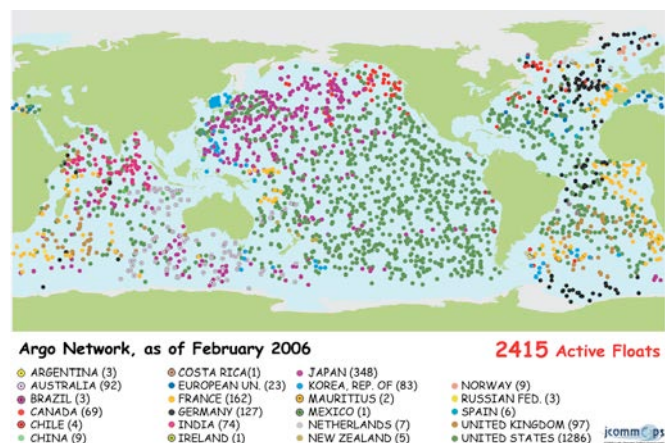 Argo Network, as of February 2006
2415 Active Floats
ARGENTINA (3)
AUSTRALIA (92)
BRAZIL (3)
CANADA (69)
CHILE (4)
CHINA (9)
COSTA RICA(1)
EUROPEAN UN. (23)
FRANCE (162)
GERMANY (127)
INDIA (74)
IRELAND (1)
JAPAN (348)
KOREA, REP. OF (83)
MAURITIUS (2)
MEXICO (1)
NETHERLANDS (7)
NEW ZEALAND (5)
NORWAY (9)
RUSSIAN FED. (3)
SPAIN (6)
UNITED KINGDOM (97)
UNITED STATES (1286)
jcommops